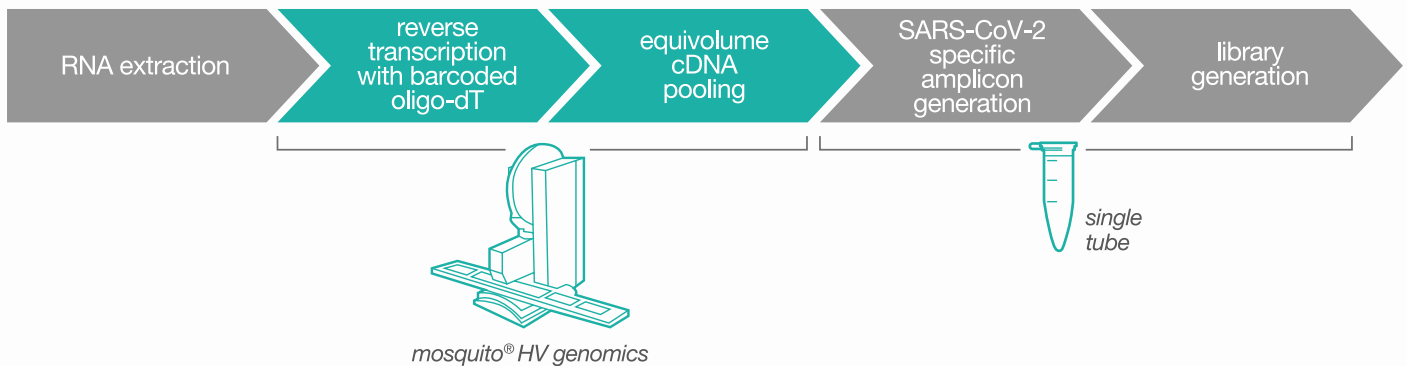 RNA extraction
reverse
transcription
with barcoded
oligo-dT
equivolume
cDNA
pooling
SARS-CoV-2
specific
amplicon
generation
library
generation
mosquito® HV genomics
single
tube